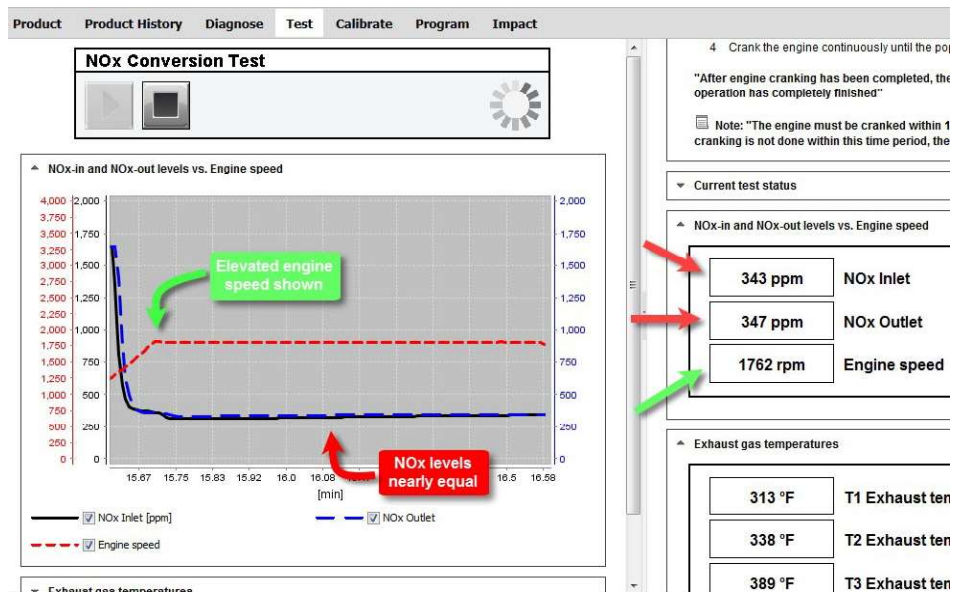 Product Product History Diagnose Test Calibrate Program Impact
NOx Conversion Test
NOx-in and NOx-out levels vs. Engine speed
4,000 2,000 2,000
3,750
3,500 1,750 1,750
3,250
3,000 1,500 1,500
2,750
2,500 1,250 1,250
2,250
2,000 1,000 1,000
1,750
1,500 750 750
1,250
1,000 500 500
750
500 250 250
250
0 0 0
Elevated engine
speed shown
NOx levels
nearly equal
15.67 15.75 15.83 15.92 16.0 16.08 16.5 16.58
[min]
NOx Inlet [ppm] NOx Outlet
Engine speed
Exhaust gas temperatures
4 Crank the engine continuously until the po
"After engine cranking has been completed, the
operation has completely finished"
Note: "The engine must be cranked within 1
cranking is not done within this time period, the
Current test status
NOx-in and NOx-out levels vs. Engine speed
343 ppm NOx Inlet
347 ppm NOx Outlet
1762 rpm Engine speed
Exhaust gas temperatures
313 °F T1 Exhaust ten
338 °F T2 Exhaust ten
389 °F T3 Exhaust ten